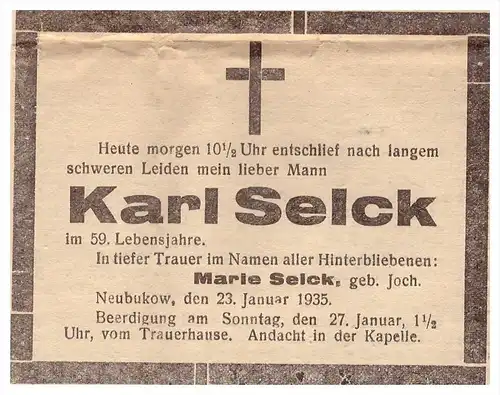 Heute morgen 10½ Uhr entschlief nach langem
schweren Leiden mein lieber Mann
Karl Selck
im 59. Lebensjahre.
In tiefer Trauer im Namen aller Hinterbliebenen:
Marie Selck, geb. Joch.
Neubukow, den 23. Januar 1935.
Beerdigung am Sonntag, den 27. Januar, 1½
Uhr, vom Trauerhause. Andacht in der Kapelle.